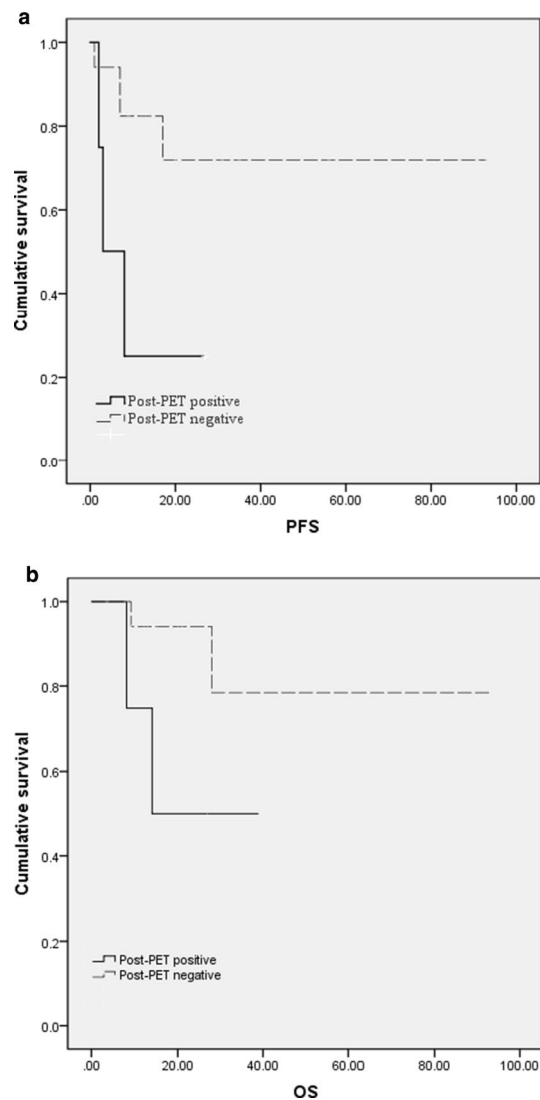 a
Cumulative survival
1.0
0.8
0.6
0.4
0.2
0.0
Post-PET positive
Post-PET negative
.00 20.00 40.00 60.00 80.00 100.00
PFS
b
Cumulative survival
1.0
0.8
0.6
0.4
0.2
0.0
Post-PET positive
Post-PET negative
.00 20.00 40.00 60.00 80.00 100.00
OS